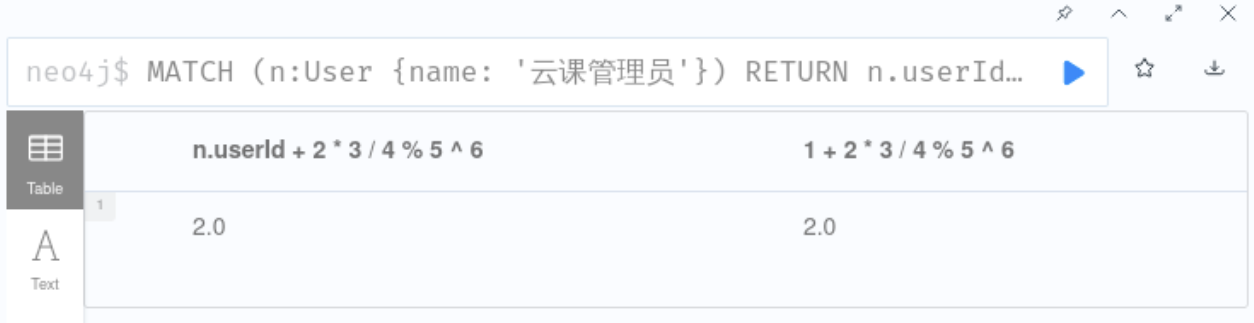 neo4j$ MATCH (n:User {name: '云课管理员'}) RETURN n.userId…
n.userId + 2 * 3 / 4 % 5 ^ 6 1 + 2 * 3 / 4 % 5 ^ 6
Table
1
2.0 2.0
Text